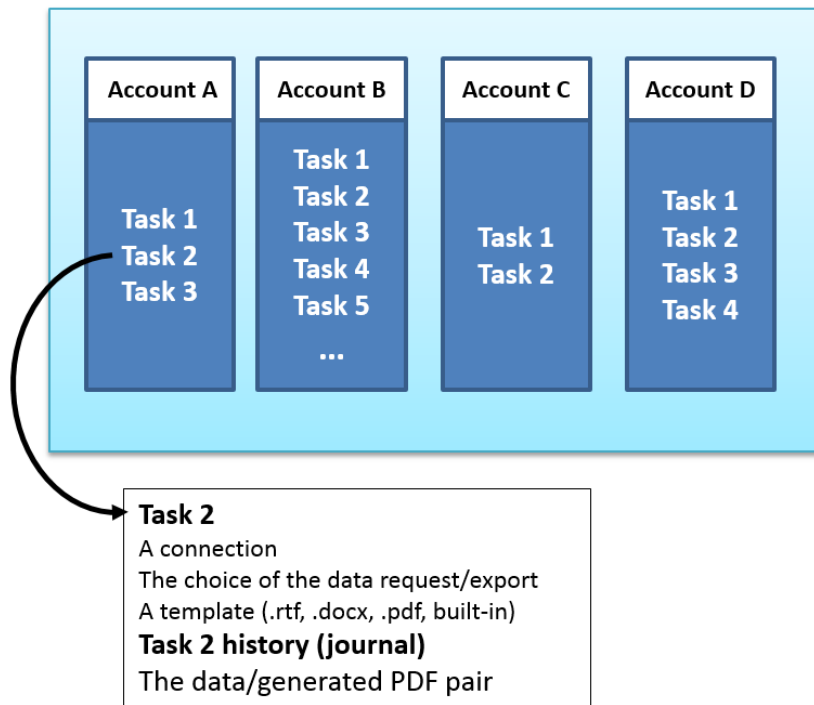 Account A
Task 1
Task 2
Task 3
Account B
Task 1
Task 2
Task 3
Task 4
Task 5
...
Account C
Task 1
Task 2
Account D
Task 1
Task 2
Task 3
Task 4
Task 2
A connection
The choice of the data request/export
A template (.rtf, .docx, .pdf, built-in)
Task 2 history (journal)
The data/generated PDF pair